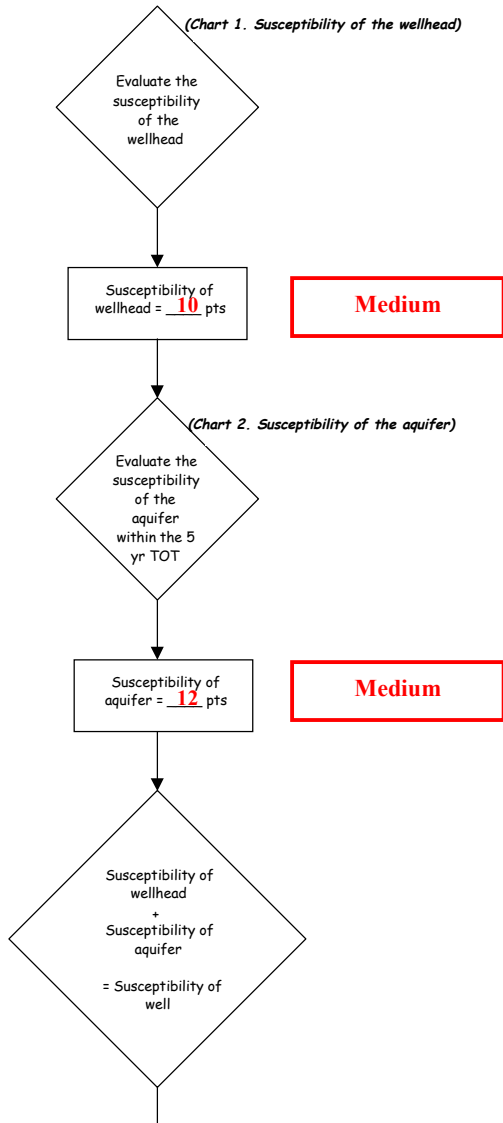 (Chart 1. Susceptibility of the wellhead)
Evaluate the
susceptibility
of the
wellhead
Susceptibility of
wellhead = __10__ pts
Medium
(Chart 2. Susceptibility of the aquifer)
Evaluate the
susceptibility
of the
aquifer
within the 5
yr TOT
Susceptibility of
aquifer = __12__ pts
Medium
Susceptibility of
wellhead
+
Susceptibility of
aquifer
= Susceptibility of
well